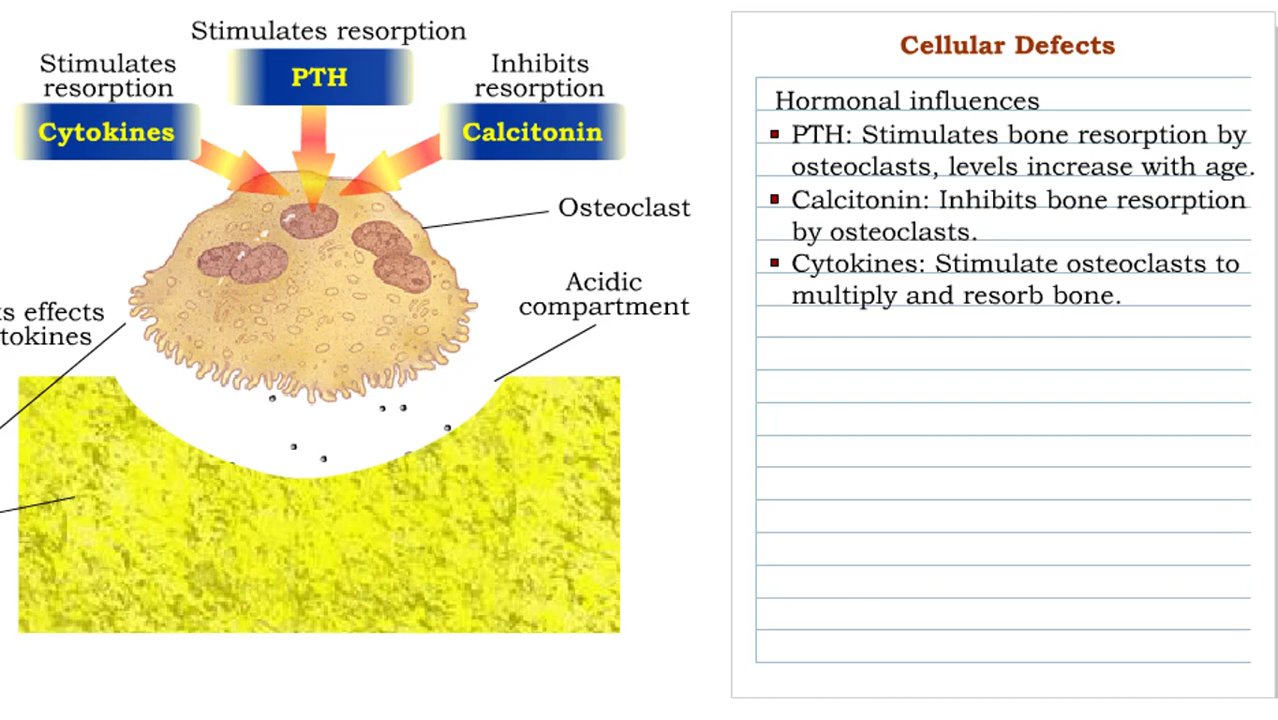 Stimulates resorption
Stimulates
resorption
PTH
Inhibits
resorption
Cytokines
Calcitonin
Osteoclast
Acidic
compartment
s effects
tokines
Cellular Defects
Hormonal influences
PTH: Stimulates bone resorption by
osteoclasts, levels increase with age.
Calcitonin: Inhibits bone resorption
by osteoclasts.
Cytokines: Stimulate osteoclasts to
multiply and resorb bone.